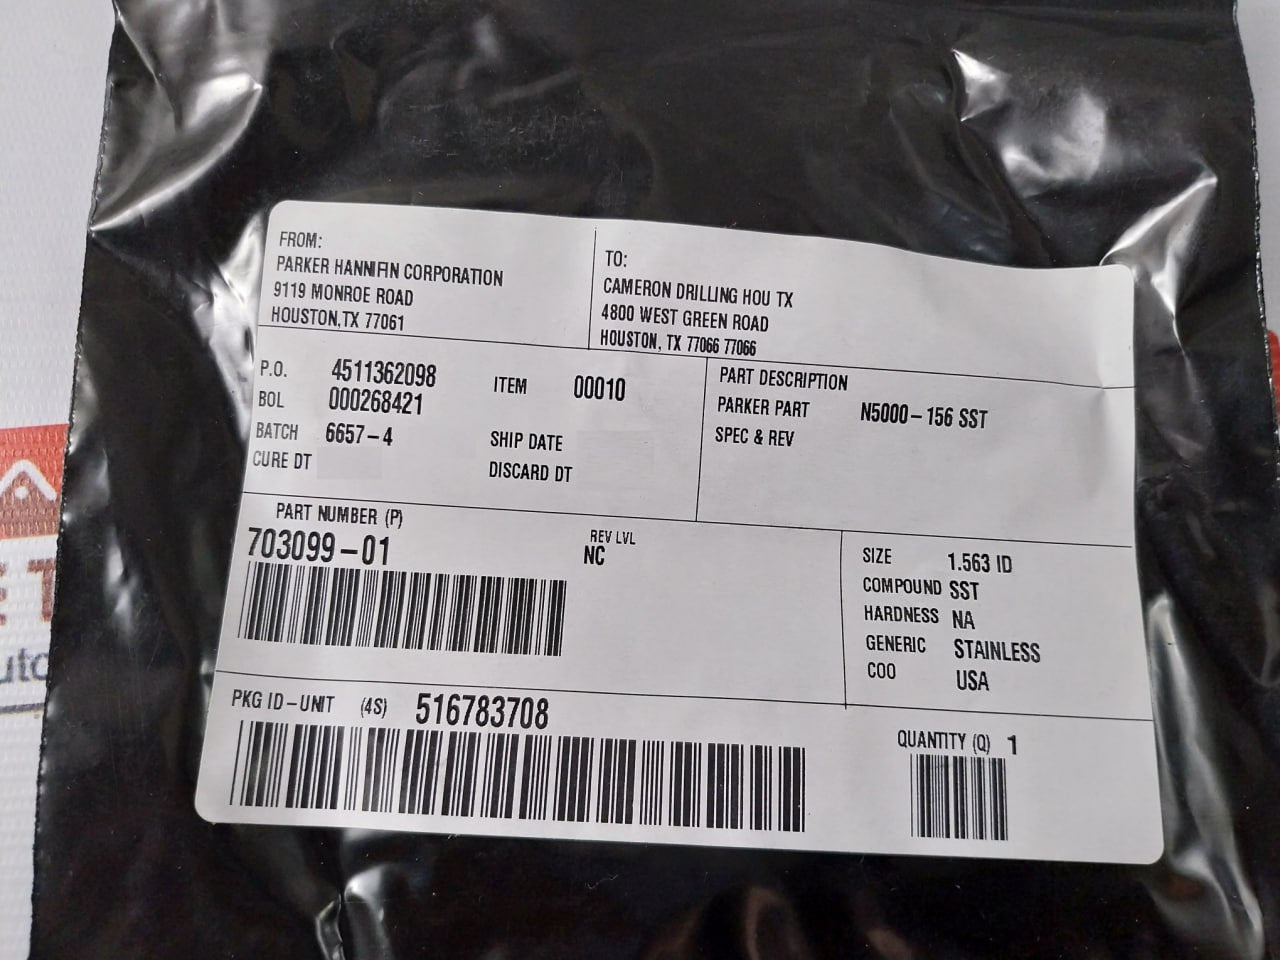 FROM:
PARKER HANNIFIN CORPORATION
9119 MONROE ROAD
HOUSTON,TX 77061
TO:
CAMERON DRILLING HOU TX
4800 WEST GREEN ROAD
HOUSTON, TX 77066 77066
P.O. 4511362098 ITEM 00010
BOL 000268421
BATCH 6657-4 SHIP DATE
CURE DT DISCARD DT
PART DESCRIPTION
PARKER PART N5000-156 SST
SPEC & REV
PART NUMBER (P)
703099-01
REV LVL
NC
SIZE 1.563 ID
COMPOUND SST
HARDNESS NA
GENERIC STAINLESS
COO USA
PKG ID-UNIT (4S) 516783708
QUANTITY (Q) 1